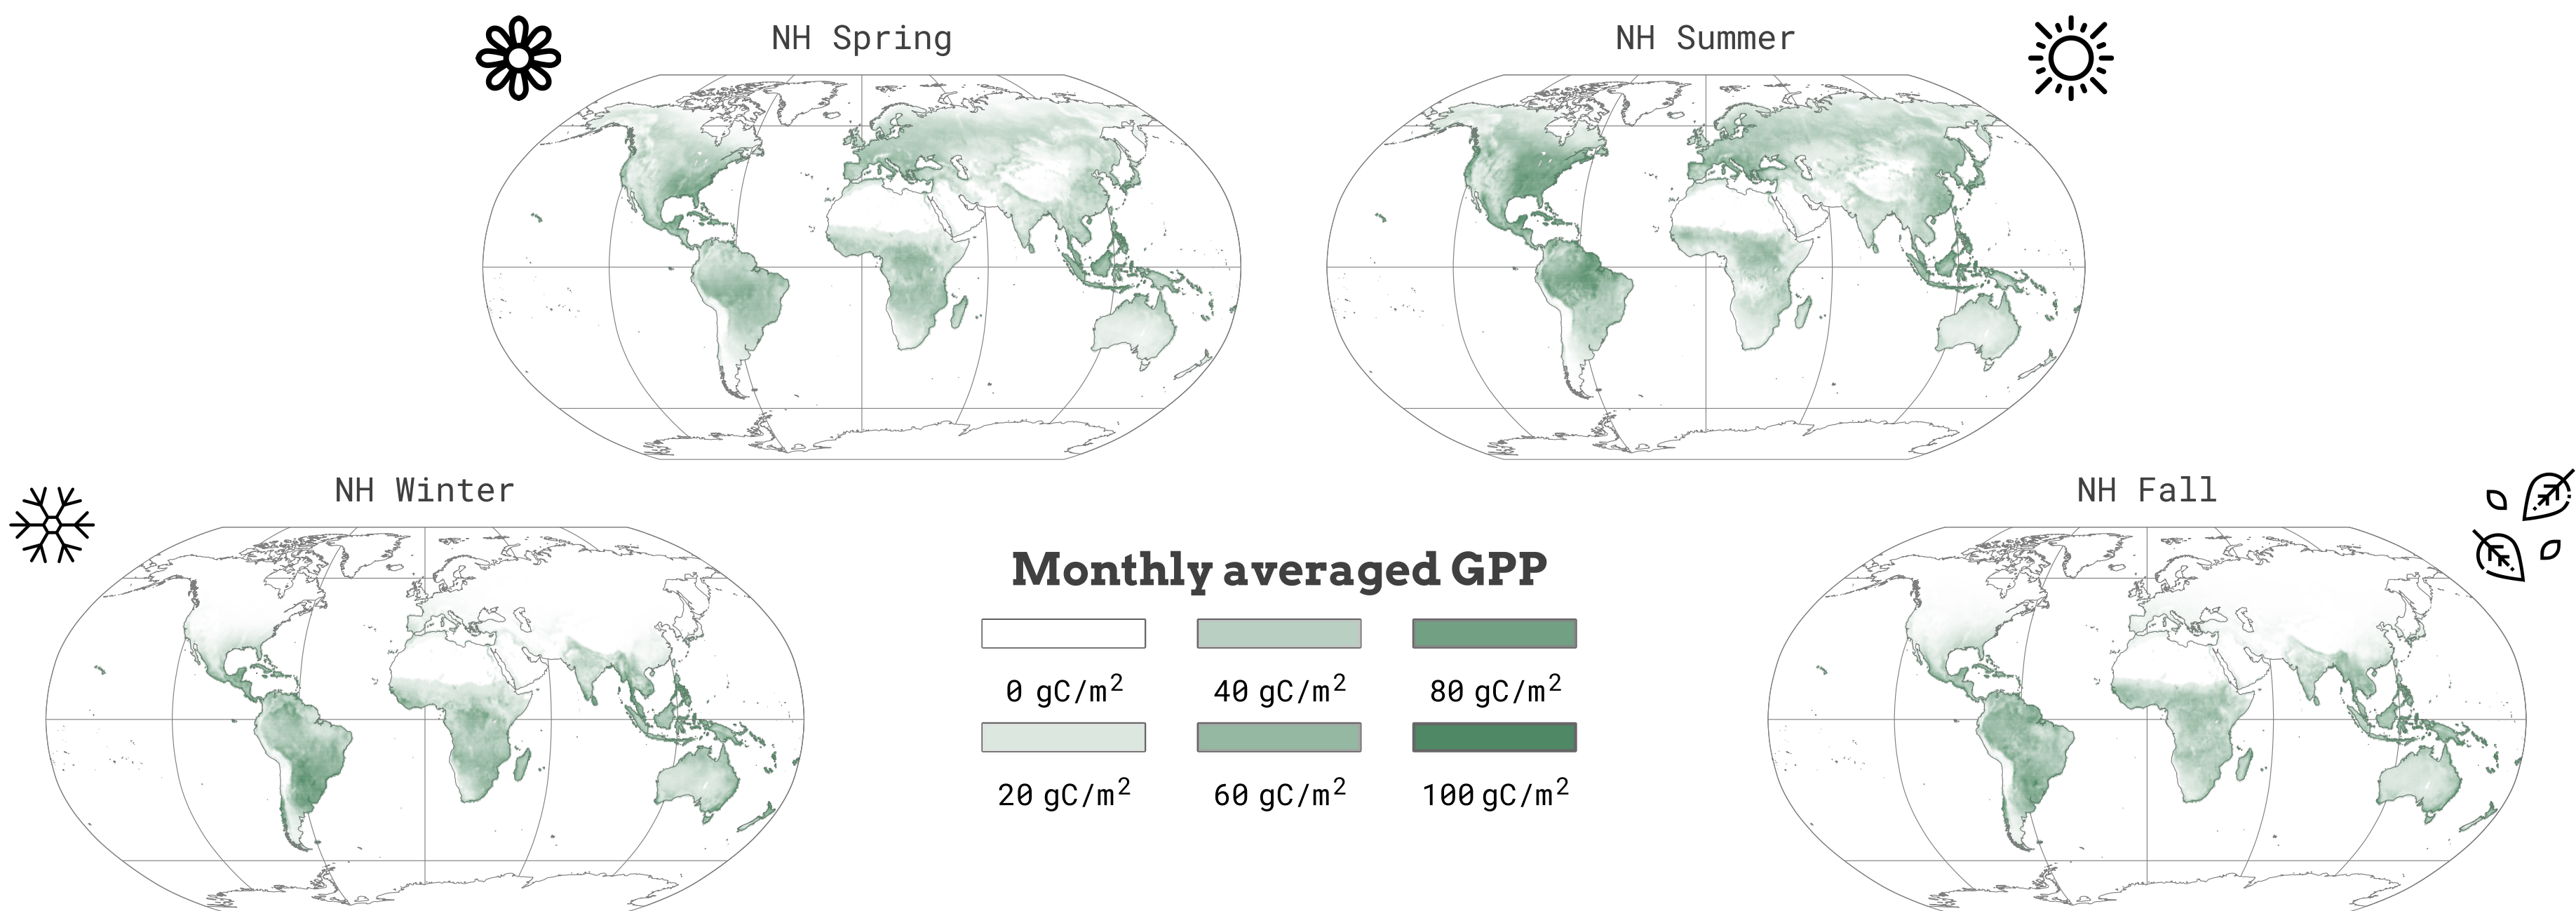 NH Spring
NH Summer
NH Winter
NH Fall
Monthly averaged GPP
0 gC/m²
40 gC/m²
80 gC/m²
20 gC/m²
60 gC/m²
100 gC/m²